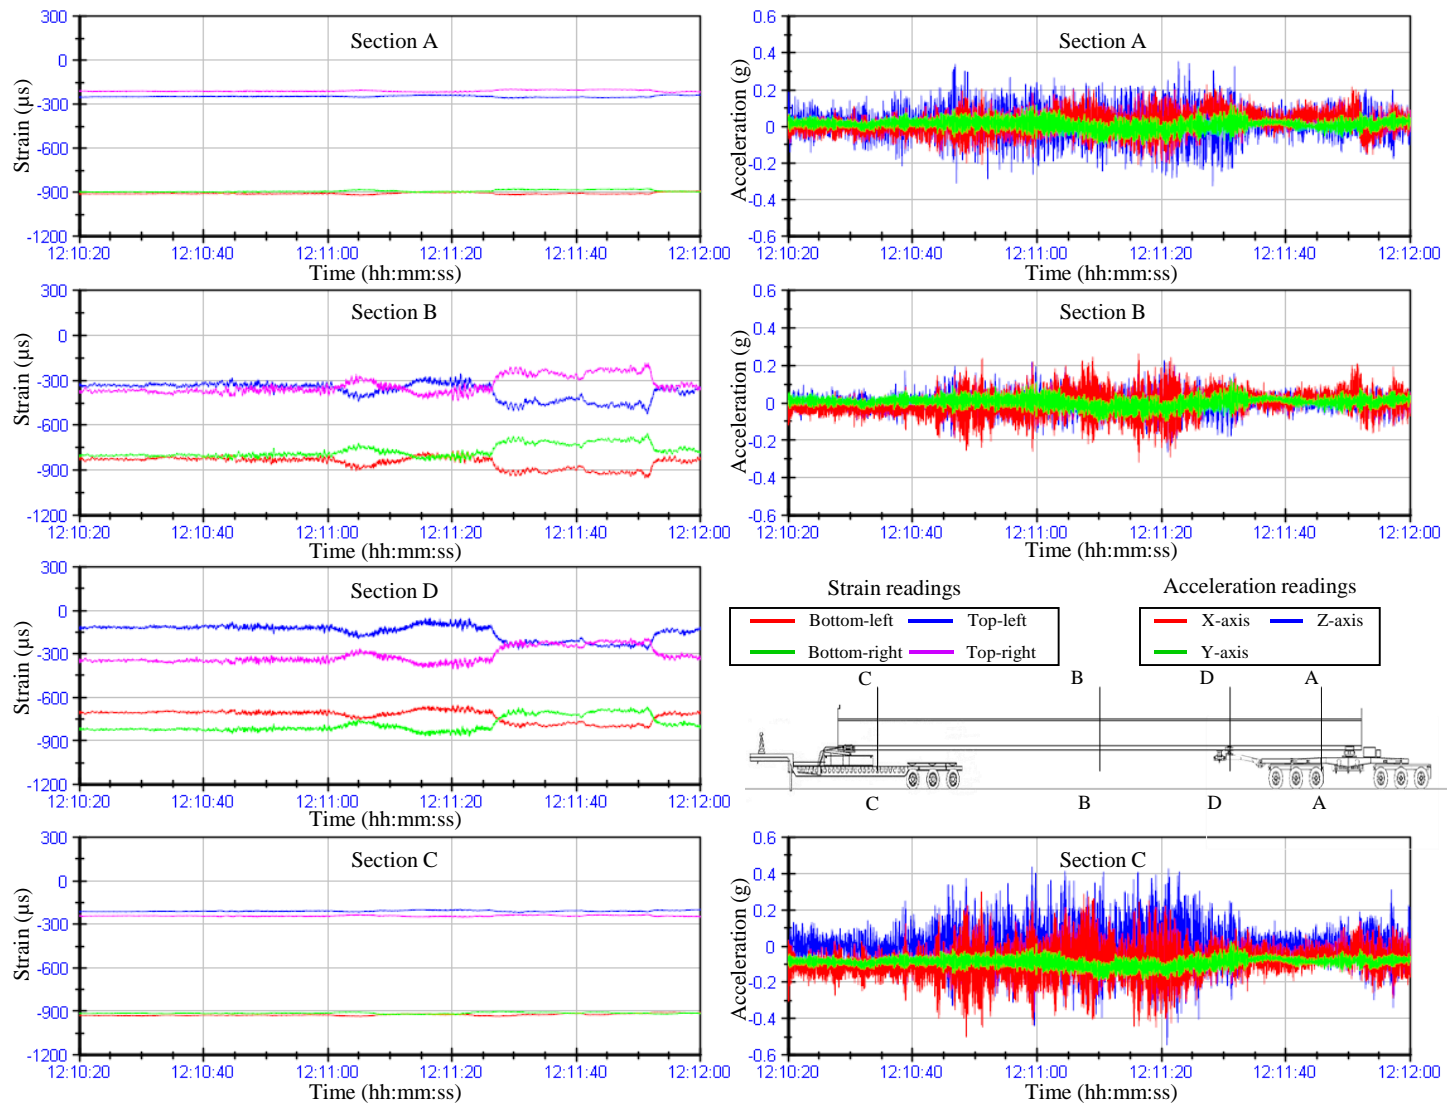 Section A
Strain (μs)
300
0
-300
-600
-900
-1200
12:10:20 12:10:40 12:11:00 12:11:20 12:11:40 12:12:00
Time (hh:mm:ss)
Section A
Acceleration (g)
0.6
0.4
0.2
0
-0.2
-0.4
-0.6
12:10:20 12:10:40 12:11:00 12:11:20 12:11:40 12:12:00
Time (hh:mm:ss)
Section B
Strain (μs)
300
0
-300
-600
-900
-1200
12:10:20 12:10:40 12:11:00 12:11:20 12:11:40 12:12:00
Time (hh:mm:ss)
Section B
Acceleration (g)
0.6
0.4
0.2
0
-0.2
-0.4
-0.6
12:10:20 12:10:40 12:11:00 12:11:20 12:11:40 12:12:00
Time (hh:mm:ss)
Section D
Strain (μs)
300
0
-300
-600
-900
-1200
12:10:20 12:10:40 12:11:00 12:11:20 12:11:40 12:12:00
Time (hh:mm:ss)
Strain readings
Bottom-left Top-left
Bottom-right Top-right
Acceleration readings
X-axis Z-axis
Y-axis
C B D A
C B D A
Section C
Strain (μs)
300
0
-300
-600
-900
-1200
12:10:20 12:10:40 12:11:00 12:11:20 12:11:40 12:12:00
Time (hh:mm:ss)
Section C
Acceleration (g)
0.6
0.4
0.2
0
-0.2
-0.4
-0.6
12:10:20 12:10:40 12:11:00 12:11:20 12:11:40 12:12:00
Time (hh:mm:ss)